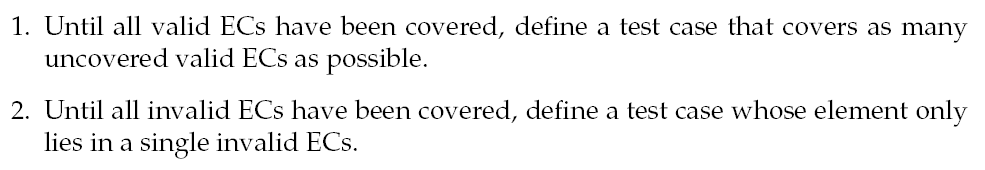 1. Until all valid ECs have been covered, define a test case that covers as many
uncovered valid ECs as possible.
2. Until all invalid ECs have been covered, define a test case whose element only
lies in a single invalid ECs.